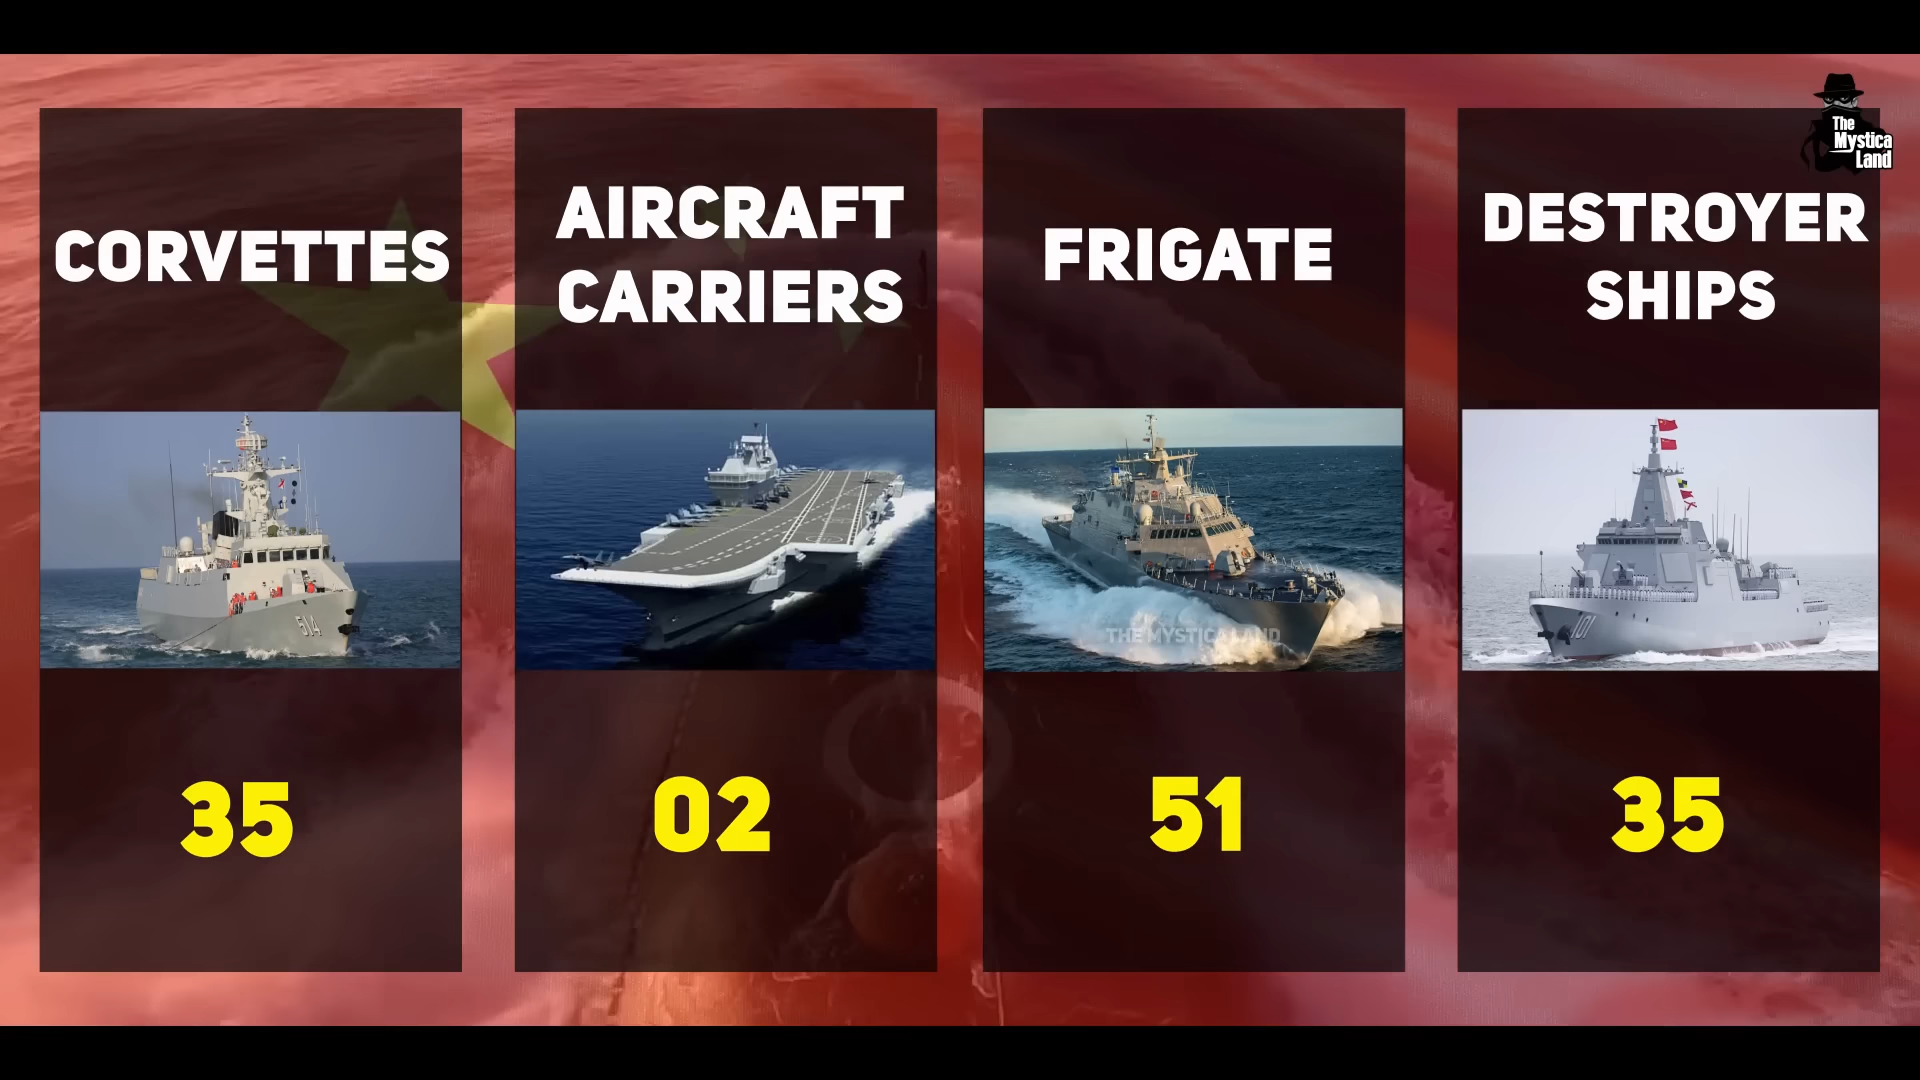 CORVETTES
AIRCRAFT
CARRIERS
FRIGATE
DESTROYER
SHIPS
The
Mystica
Land
514
THE MYSTICA LAND
101
35
02
51
35